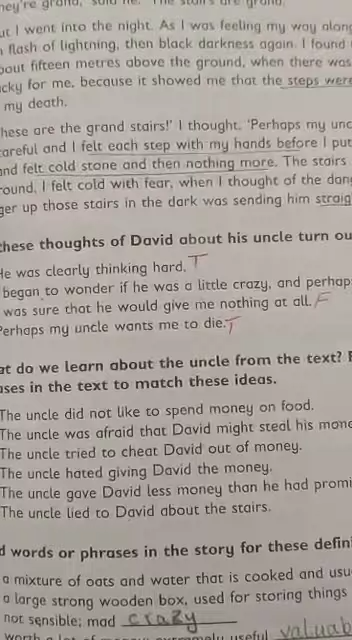 hey're grand,' said he. 'The stairs are grand.
ut I went into the night. As I was feeling my way along
flash of lightning, then black darkness again. I found
bout fifteen metres above the ground, when there was
cky for me, because it showed me that the steps were
my death.
hese are the grand stairs!' I thought. 'Perhaps my unc
careful and I felt each step with my hands before I put
and felt cold stone and then nothing more. The stairs
ound. I felt cold with fear, when I thought of the dan
ger up those stairs in the dark was sending him straig
these thoughts of David about his uncle turn ou
He was clearly thinking hard. T
began to wonder if he was a little crazy, and perhap
was sure that he would give me nothing at all. F
Perhaps my uncle wants me to die. T
at do we learn about the uncle from the text? F
ases in the text to match these ideas.
The uncle did not like to spend money on food.
The uncle was afraid that David might steal his mone
The uncle tried to cheat David out of money.
The uncle hated giving David the money.
The uncle gave David less money than he had promi
The uncle lied to David about the stairs.
d words or phrases in the story for these defini
a mixture of oats and water that is cooked and usu
a large strong wooden box, used for storing things
not sensible; mad crazy
worth a lot of money; extremely useful valuab